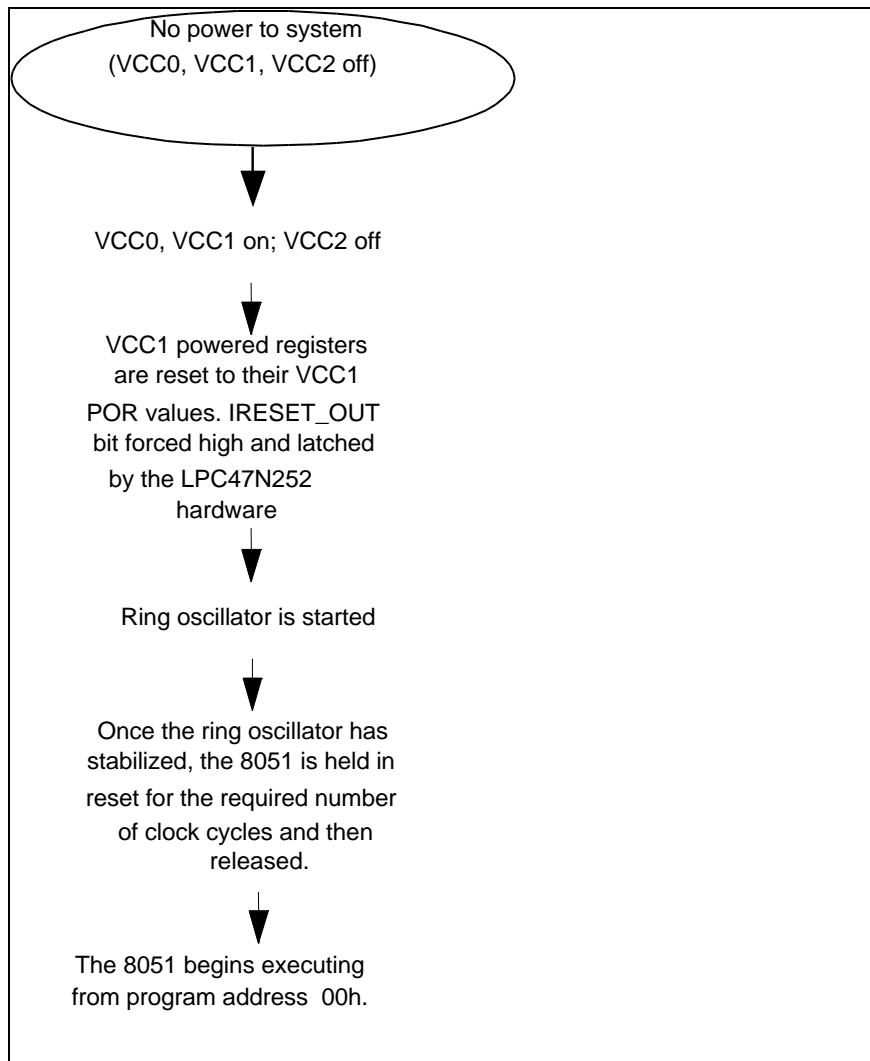 No power to system
(VCC0, VCC1, VCC2 off)
VCC0, VCC1 on; VCC2 off
VCC1 powered registers
are reset to their VCC1
POR values. IRESET_OUT
bit forced high and latched
by the LPC47N252
hardware
Ring oscillator is started
Once the ring oscillator has
stabilized, the 8051 is held in
reset for the required number
of clock cycles and then
released.
The 8051 begins executing
from program address 00h.